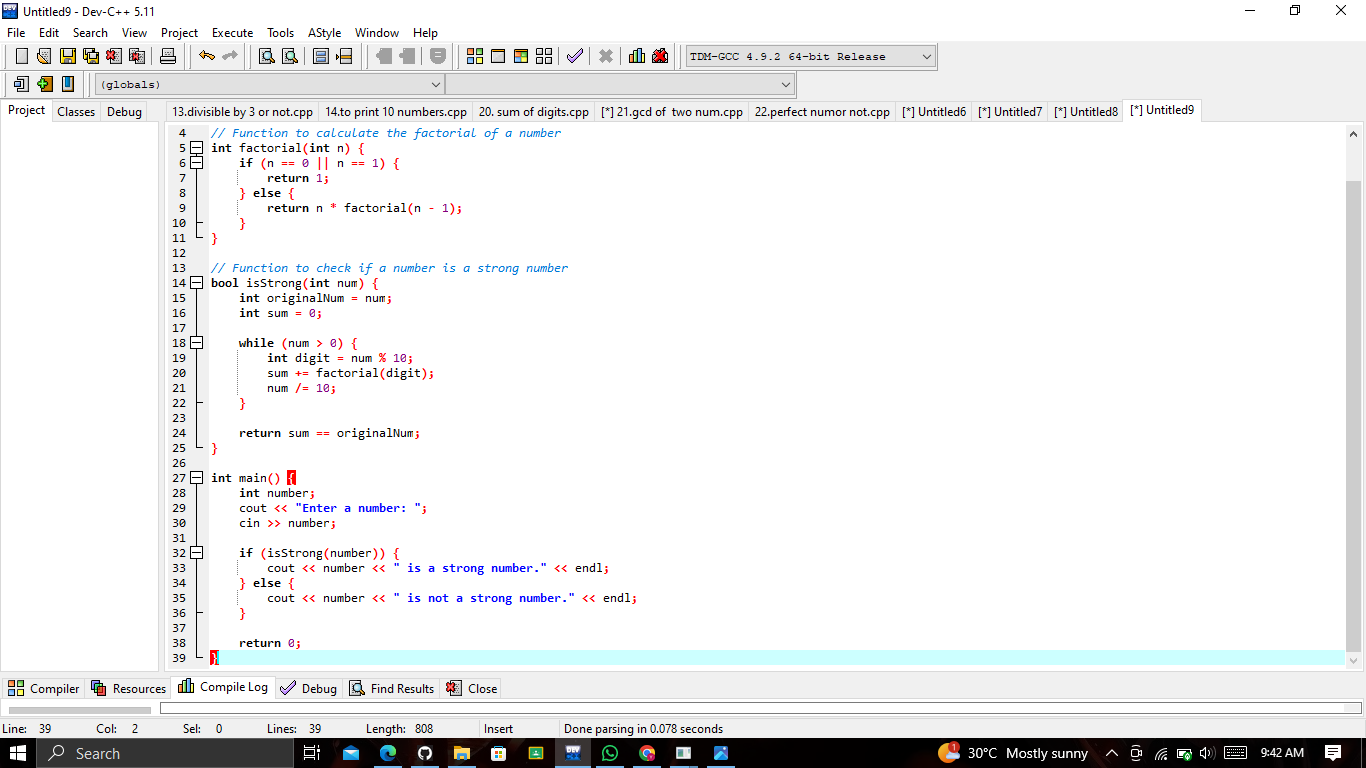 Untitled9 - Dev-C++ 5.11
File Edit Search View Project Execute Tools AStyle Window Help
TDM-GCC 4.9.2 64-bit Release
(globals)
Project Classes Debug 13.divisible by 3 or not.cpp 14.to print 10 numbers.cpp 20. sum of digits.cpp [*] 21.gcd of two num.cpp 22.perfect numor not.cpp [*] Untitled6 [*] Untitled7 [*] Untitled8 [*] Untitled9
4 // Function to calculate the factorial of a number
5 int factorial(int n) {
6 if (n == 0 || n == 1) {
7 return 1;
8 } else {
9 return n * factorial(n - 1);
10 }
11 }
12
13 // Function to check if a number is a strong number
14 bool isStrong(int num) {
15 int originalNum = num;
16 int sum = 0;
17
18 while (num > 0) {
19 int digit = num % 10;
20 sum += factorial(digit);
21 num /= 10;
22 }
23
24 return sum == originalNum;
25 }
26
27 int main() {
28 int number;
29 cout << "Enter a number: ";
30 cin >> number;
31
32 if (isStrong(number)) {
33 cout << number << " is a strong number." << endl;
34 } else {
35 cout << number << " is not a strong number." << endl;
36 }
37
38 return 0;
39 }
Compiler Resources Compile Log Debug Find Results Close
Line: 39 Col: 2 Sel: 0 Lines: 39 Length: 808 Insert Done parsing in 0.078 seconds
Search DEV 1 30°C Mostly sunny 9:42 AM